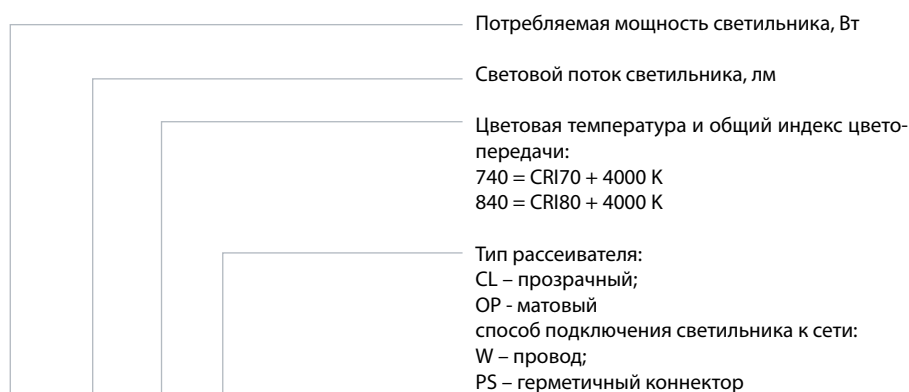 Потребляемая мощность светильника, Вт
Световой поток светильника, лм
Цветовая температура и общий индекс цвето-
передачи:
740 = CRI70 + 4000 K
840 = CRI80 + 4000 K
Тип рассеивателя:
CL – прозрачный;
OP - матовый
способ подключения светильника к сети:
W – провод;
PS – герметичный коннектор